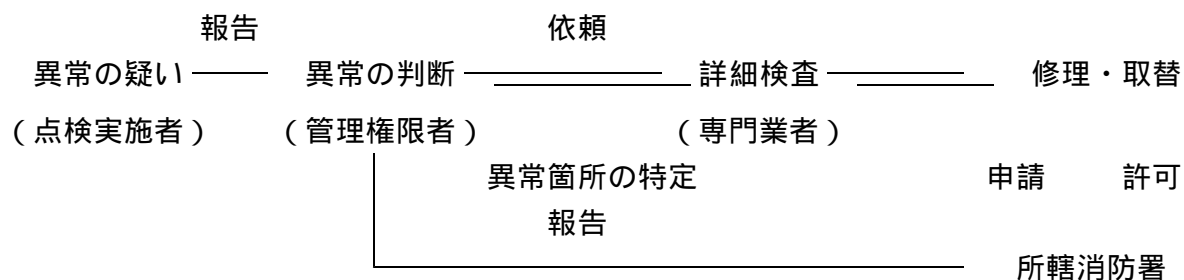 報告 依頼
異常の疑い 異常の判断 詳細検査 修理・取替
(点検実施者) (管理権限者) (専門業者)
異常箇所の特定 申請 許可
報告
所轄消防署